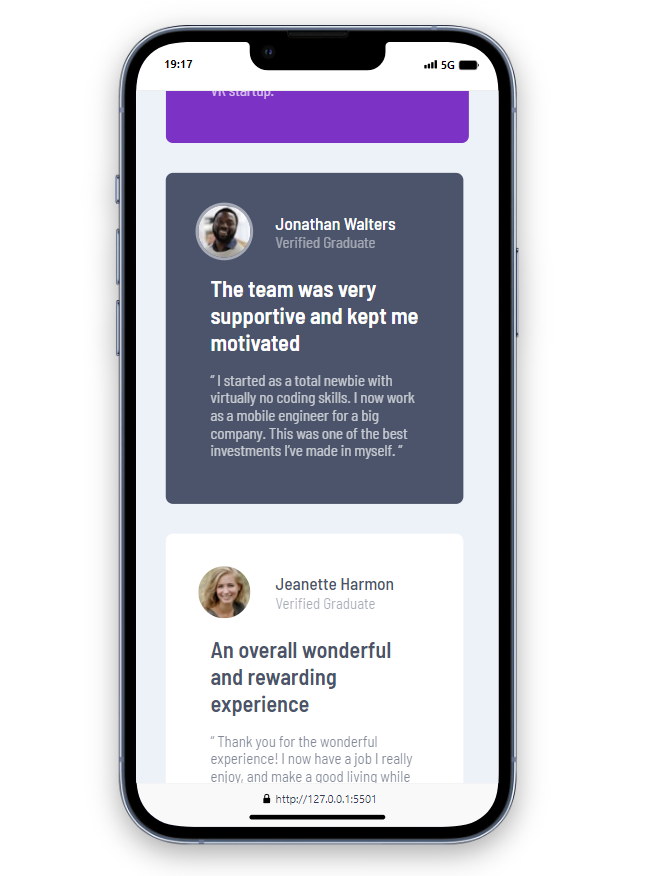 19:17
5G
VR startup.
Jonathan Walters
Verified Graduate
The team was very
supportive and kept me
motivated
“ I started as a total newbie with
virtually no coding skills. I now work
as a mobile engineer for a big
company. This was one of the best
investments I’ve made in myself. ”
Jeanette Harmon
Verified Graduate
An overall wonderful
and rewarding
experience
“ Thank you for the wonderful
experience! I now have a job I really
enjoy, and make a good living while
http://127.0.0.1:5501